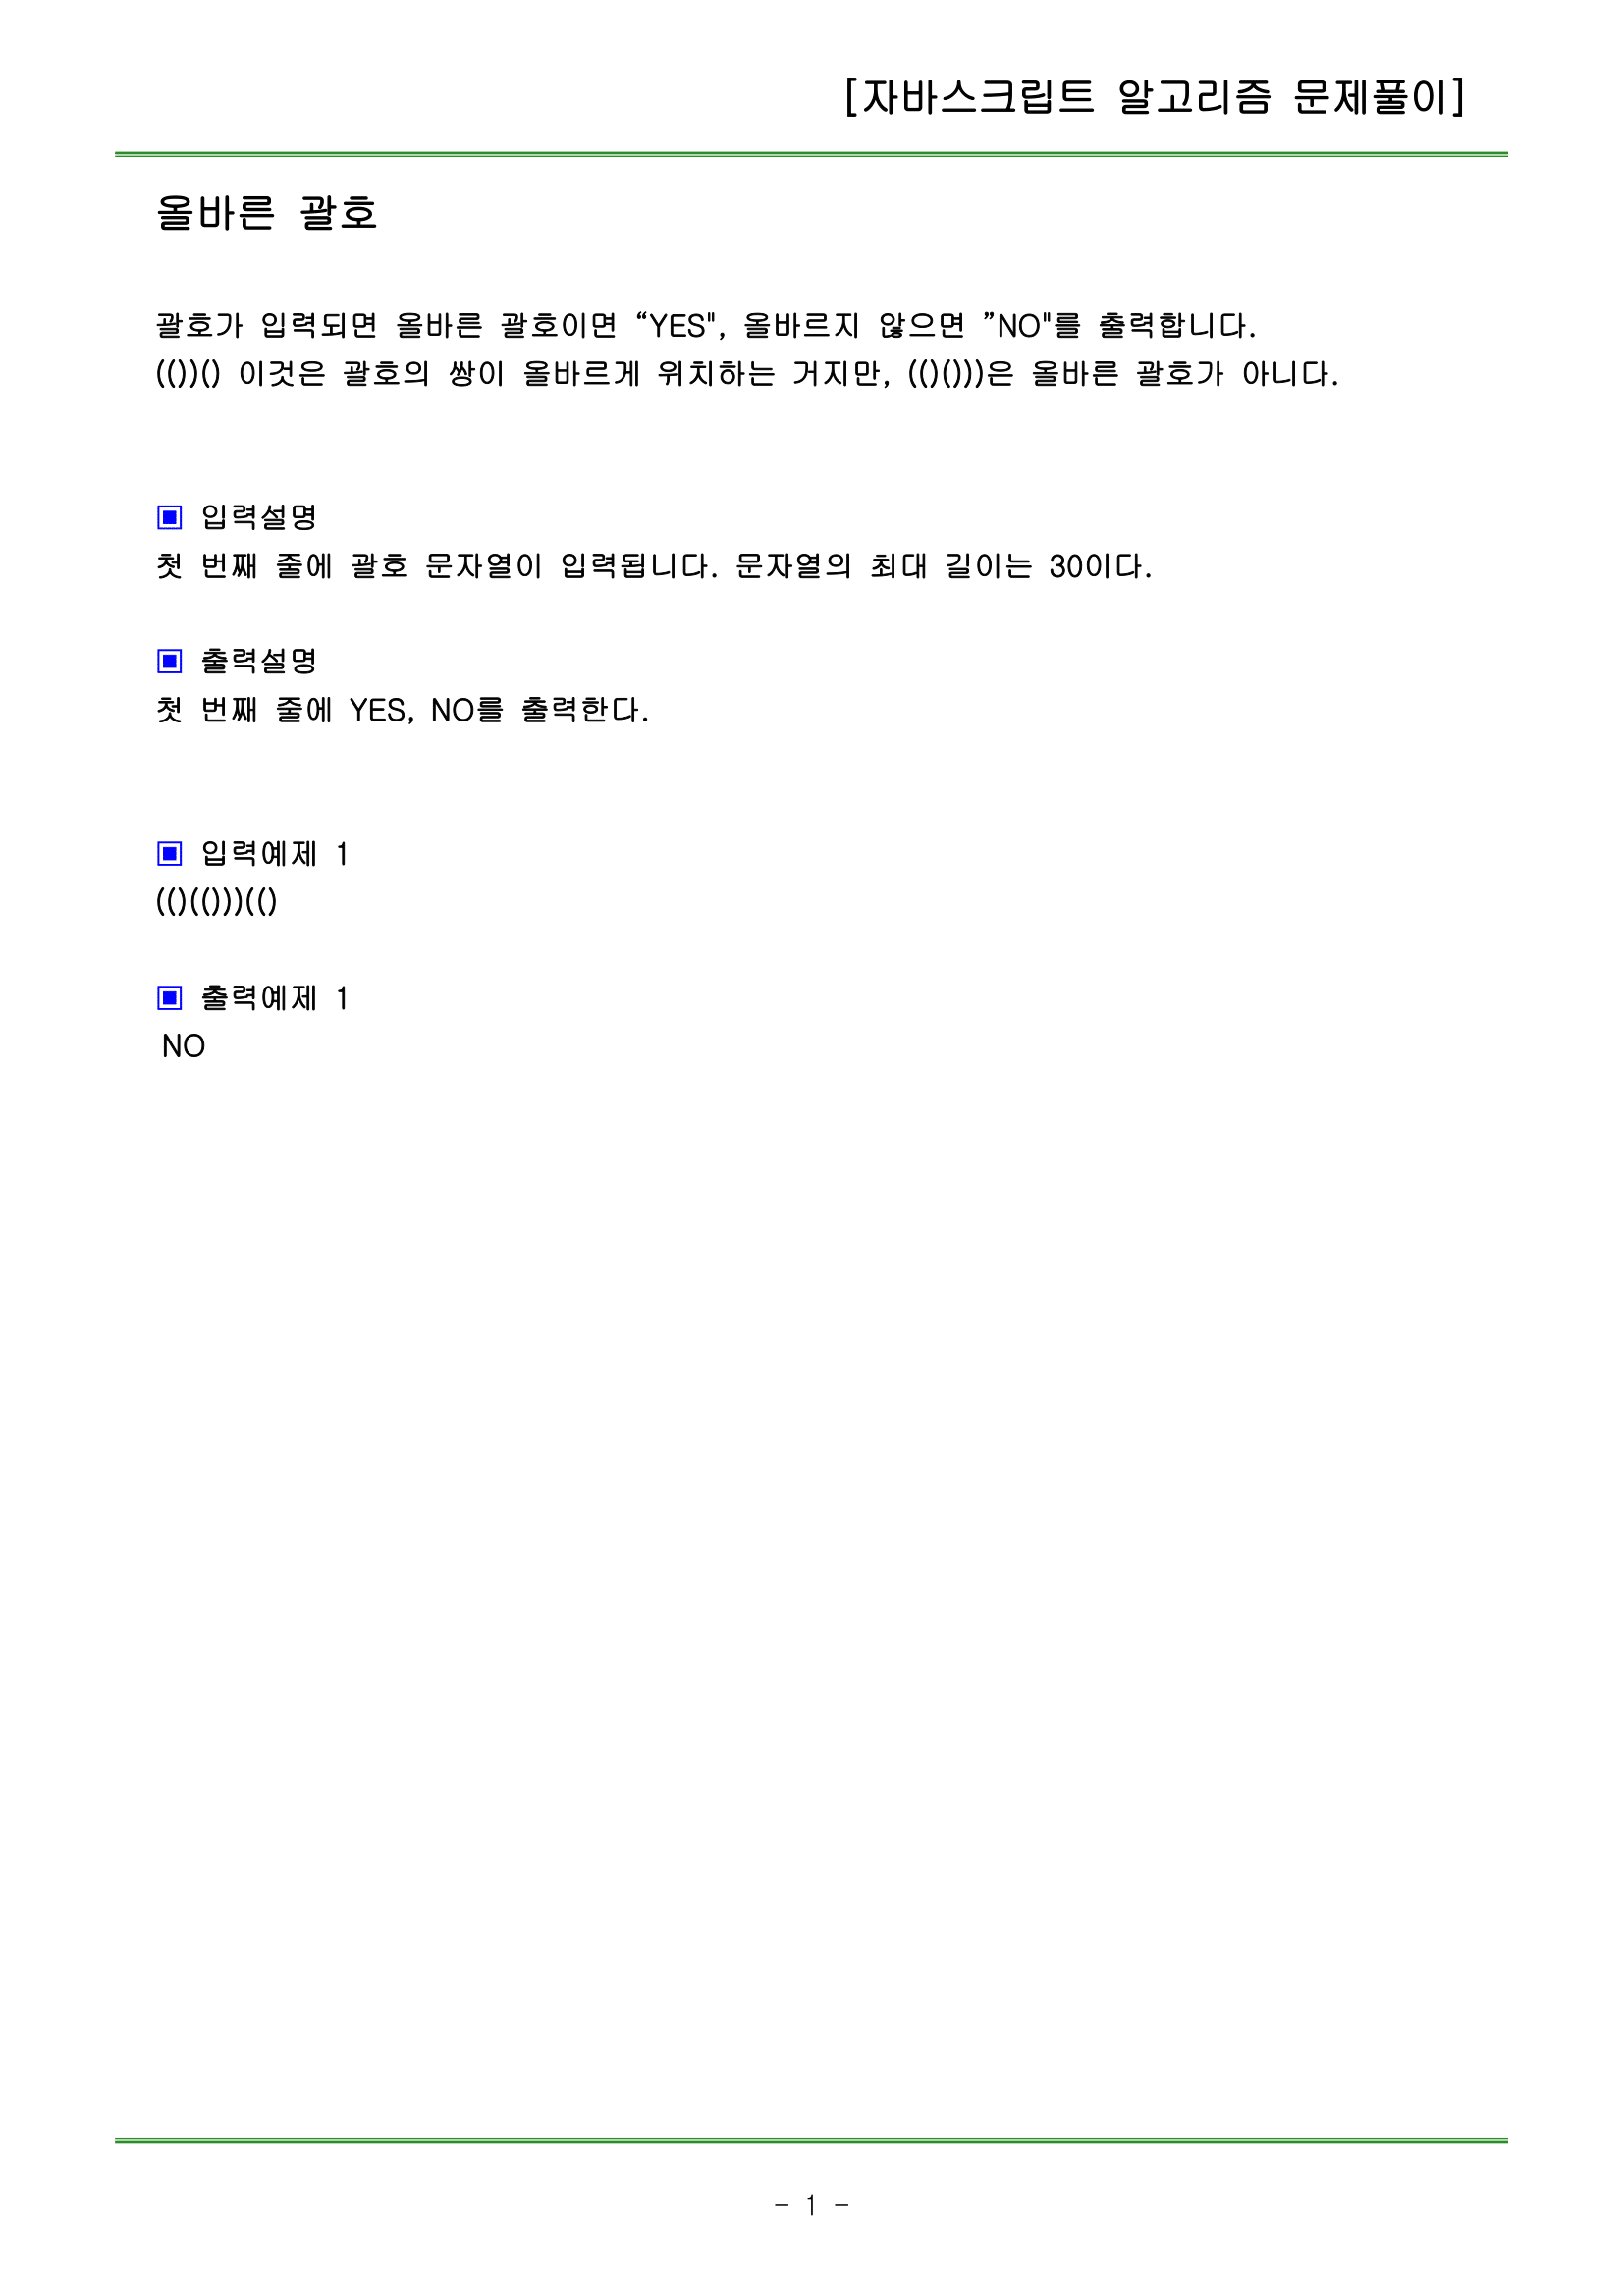 [자바스크립트 알고리즘 문제풀이]
올바른 괄호
괄호가 입력되면 올바른 괄호이면 “YES", 올바르지 않으면 ”NO"를 출력합니다.
(())() 이것은 괄호의 쌍이 올바르게 위치하는 거지만, (()()))은 올바른 괄호가 아니다.
▣ 입력설명
첫 번째 줄에 괄호 문자열이 입력됩니다. 문자열의 최대 길이는 30이다.
▣ 출력설명
첫 번째 줄에 YES, NO를 출력한다.
▣ 입력예제 1
(()(()))(()
▣ 출력예제 1
NO
- 1 -